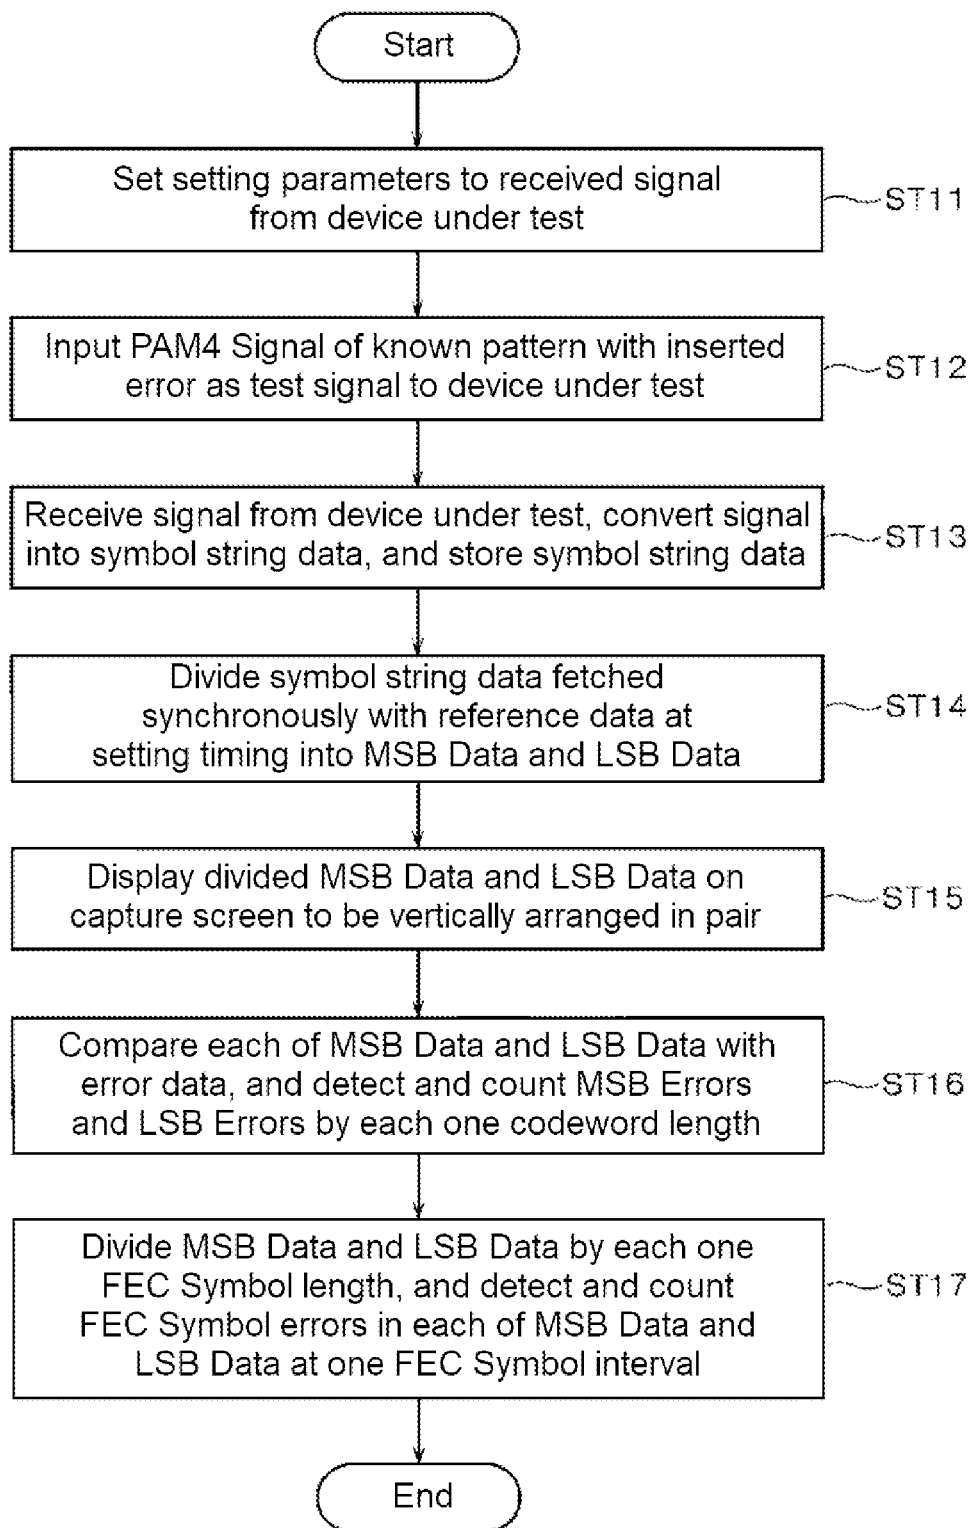 Start
Set setting parameters to received signal
from device under test
ST11
Input PAM4 Signal of known pattern with inserted
error as test signal to device under test
ST12
Receive signal from device under test, convert signal
into symbol string data, and store symbol string data
ST13
Divide symbol string data fetched
synchronously with reference data at
setting timing into MSB Data and LSB Data
ST14
Display divided MSB Data and LSB Data on
capture screen to be vertically arranged in pair
ST15
Compare each of MSB Data and LSB Data with
error data, and detect and count MSB Errors
and LSB Errors by each one codeword length
ST16
Divide MSB Data and LSB Data by each one
FEC Symbol length, and detect and count
FEC Symbol errors in each of MSB Data and
LSB Data at one FEC Symbol interval
ST17
End